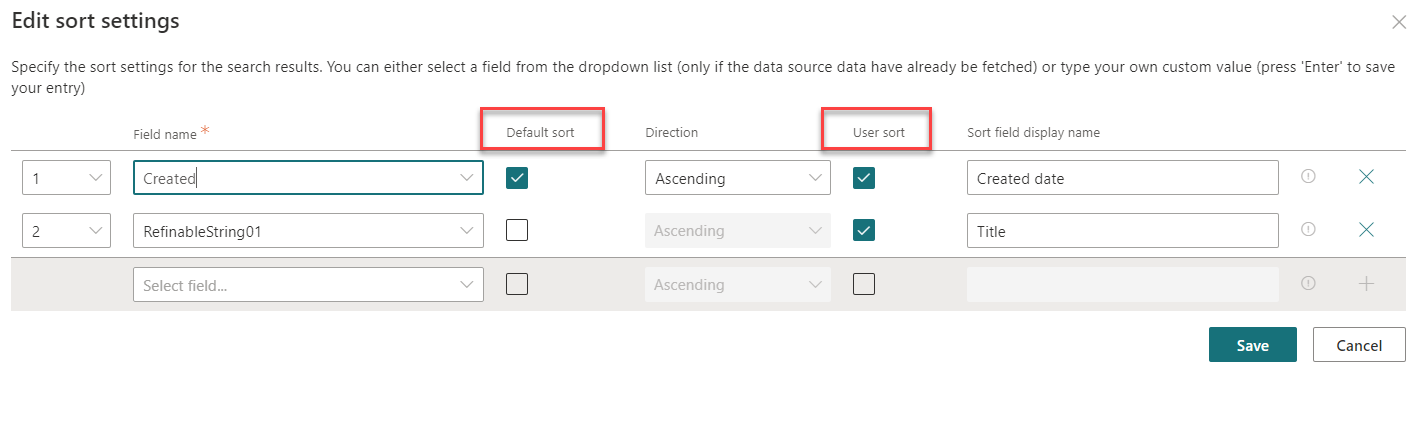 Edit sort settings
Specify the sort settings for the search results. You can either select a field from the dropdown list (only if the data source data have already be fetched) or type your own custom value (press 'Enter' to save
your entry)
Field name * Default sort Direction User sort Sort field display name
1 Created Ascending Created date
2 RefinableString01 Ascending Title
Select field... Ascending
Save Cancel